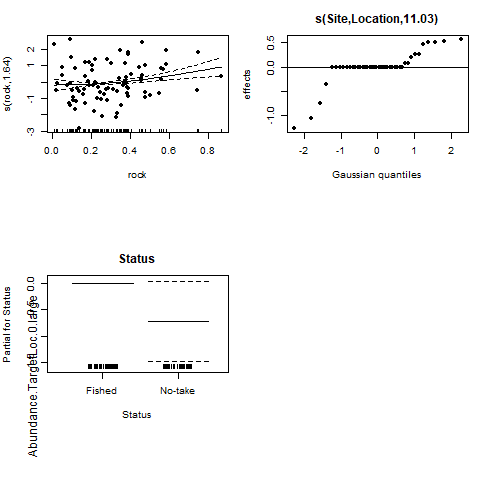 s(rock,1.64)
2
1
-1
-3
0.0
0.2
0.4
0.6
0.8
rock
s(Site,Location,11.03)
effects
0.5
0.0
-1.0
-2
-1
0
1
2
Gaussian quantiles
Status
Partial for Status
Abundance.TargetLoc.0.large
0.0
Fished
No-take
Status